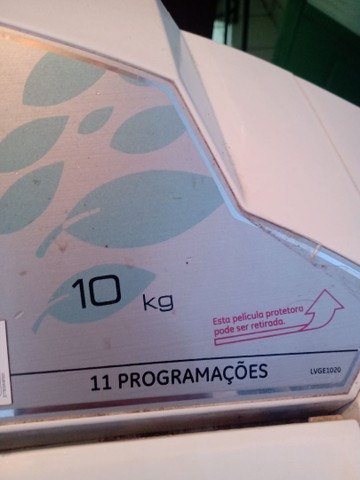 10 kg
Esta película protetora
pode ser retirada.
11 PROGRAMAÇÕES
LVGE1020